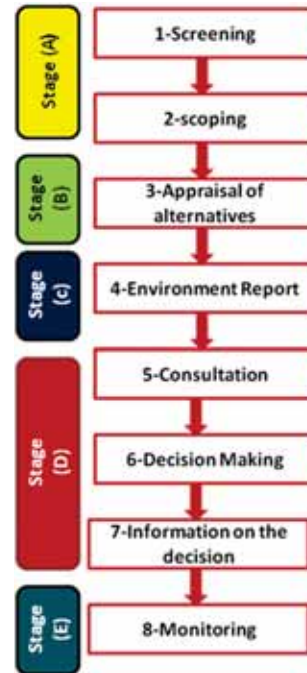 Stage (A)
1-Screening
2-scoping
Stage
(B)
3-Appraisal of
alternatives
Stage
(c)
4-Environment Report
Stage
(D)
5-Consultation
6-Decision Making
7-Information on the
decision
Stage
(E)
8-Monitoring